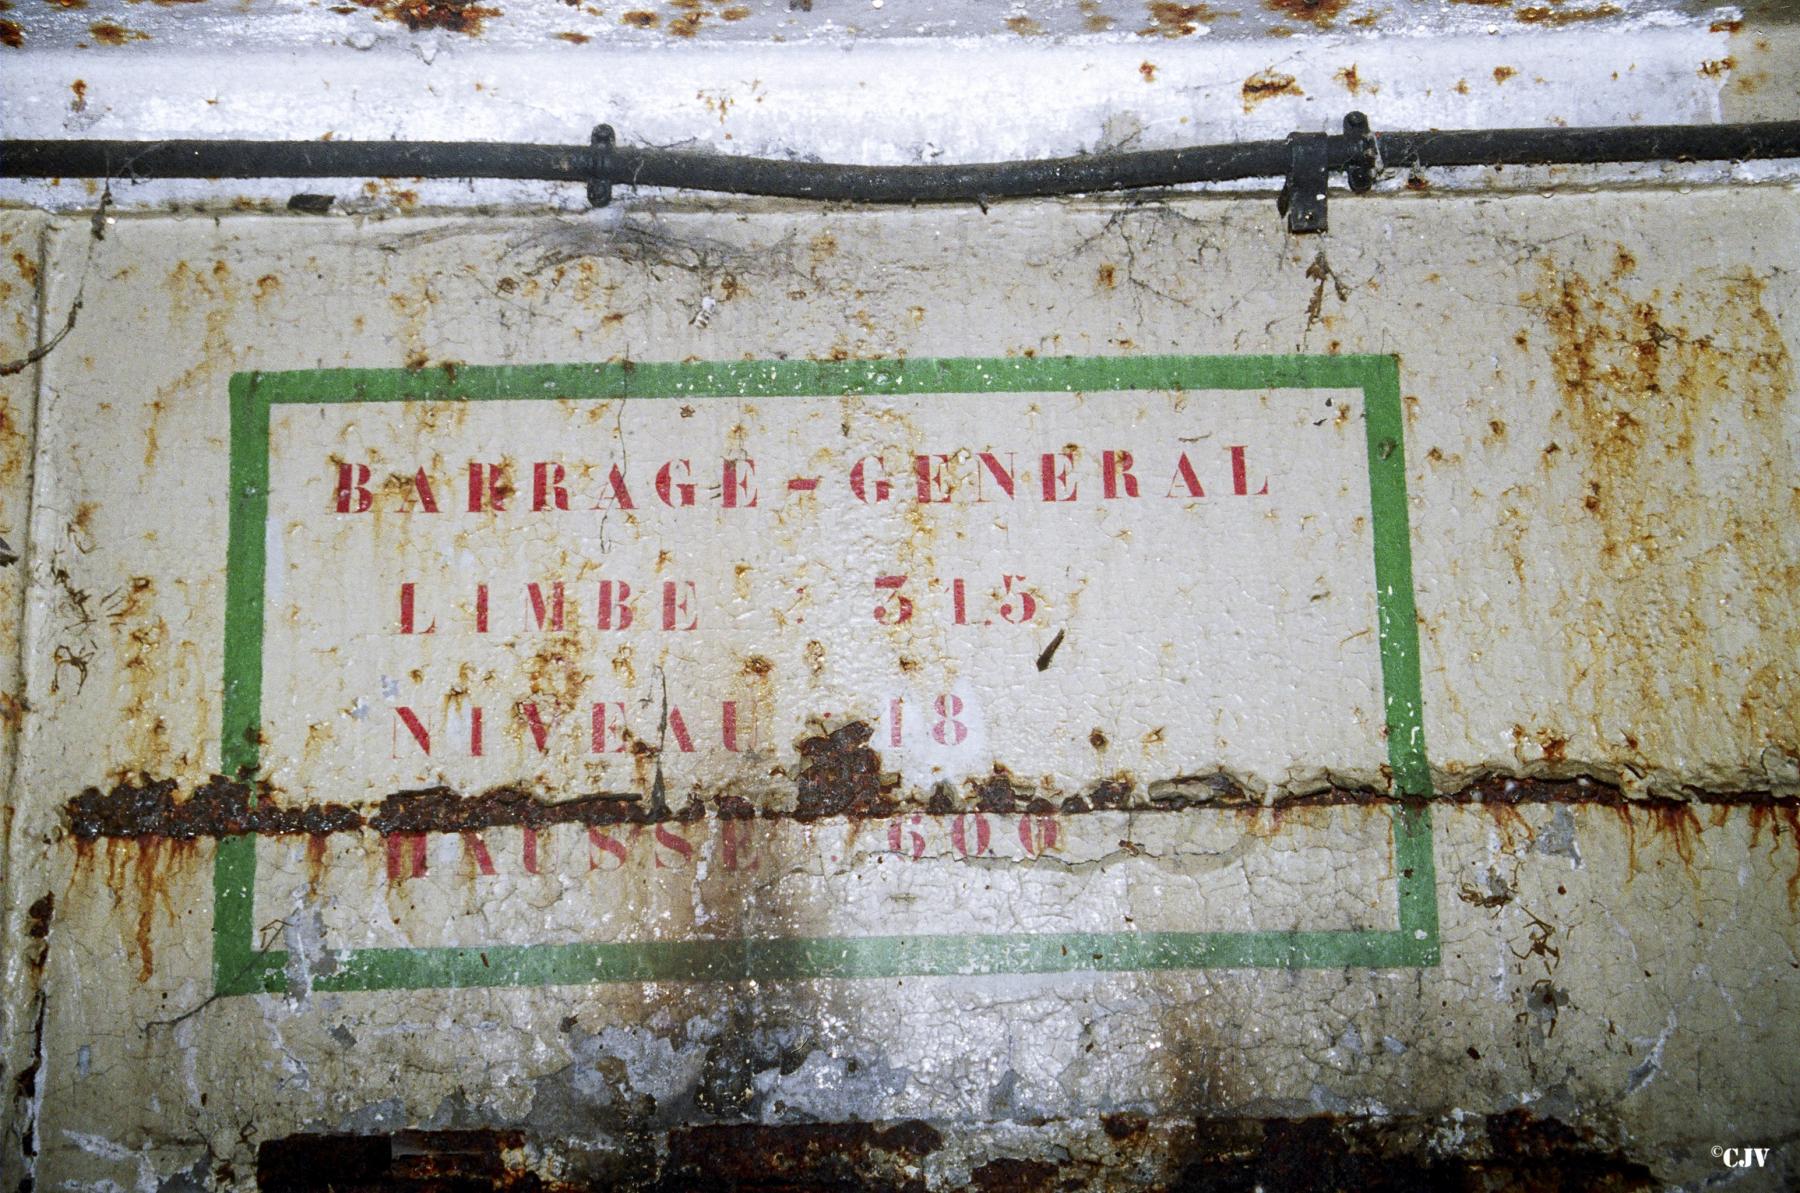 BARRAGE-GENERAL
LIMBE : 315
NIVEAU : 18
HAUSSE : 600
©CJV